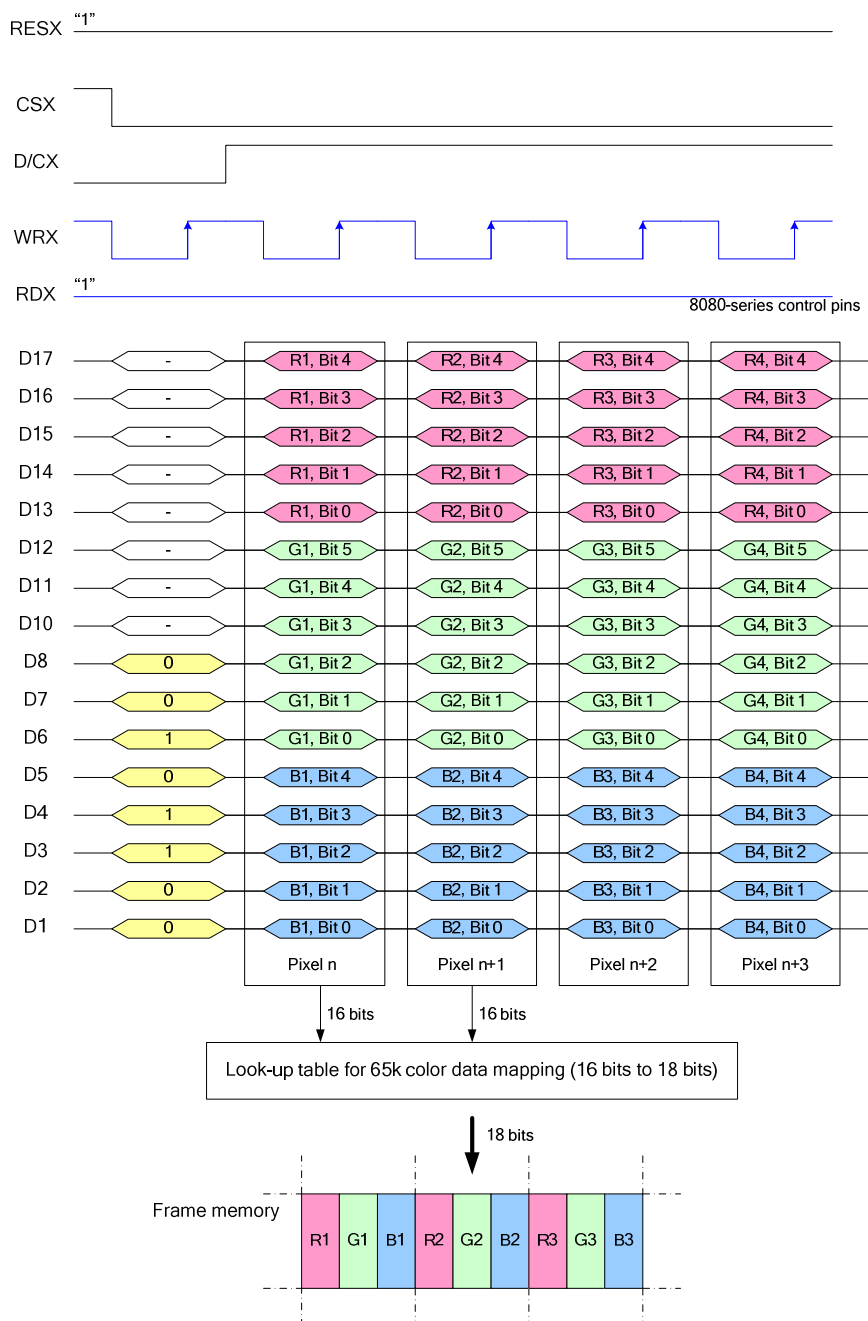 RESX "1"
CSX
D/CX
WRX
RDX "1"
8080-series control pins
D17 - R1, Bit 4 R2, Bit 4 R3, Bit 4 R4, Bit 4
D16 - R1, Bit 3 R2, Bit 3 R3, Bit 3 R4, Bit 3
D15 - R1, Bit 2 R2, Bit 2 R3, Bit 2 R4, Bit 2
D14 - R1, Bit 1 R2, Bit 1 R3, Bit 1 R4, Bit 1
D13 - R1, Bit 0 R2, Bit 0 R3, Bit 0 R4, Bit 0
D12 - G1, Bit 5 G2, Bit 5 G3, Bit 5 G4, Bit 5
D11 - G1, Bit 4 G2, Bit 4 G3, Bit 4 G4, Bit 4
D10 - G1, Bit 3 G2, Bit 3 G3, Bit 3 G4, Bit 3
D8 0 G1, Bit 2 G2, Bit 2 G3, Bit 2 G4, Bit 2
D7 0 G1, Bit 1 G2, Bit 1 G3, Bit 1 G4, Bit 1
D6 1 G1, Bit 0 G2, Bit 0 G3, Bit 0 G4, Bit 0
D5 0 B1, Bit 4 B2, Bit 4 B3, Bit 4 B4, Bit 4
D4 1 B1, Bit 3 B2, Bit 3 B3, Bit 3 B4, Bit 3
D3 1 B1, Bit 2 B2, Bit 2 B3, Bit 2 B4, Bit 2
D2 0 B1, Bit 1 B2, Bit 1 B3, Bit 1 B4, Bit 1
D1 0 B1, Bit 0 B2, Bit 0 B3, Bit 0 B4, Bit 0
Pixel n Pixel n+1 Pixel n+2 Pixel n+3
16 bits 16 bits
Look-up table for 65k color data mapping (16 bits to 18 bits)
18 bits
Frame memory
R1 G1 B1 R2 G2 B2 R3 G3 B3